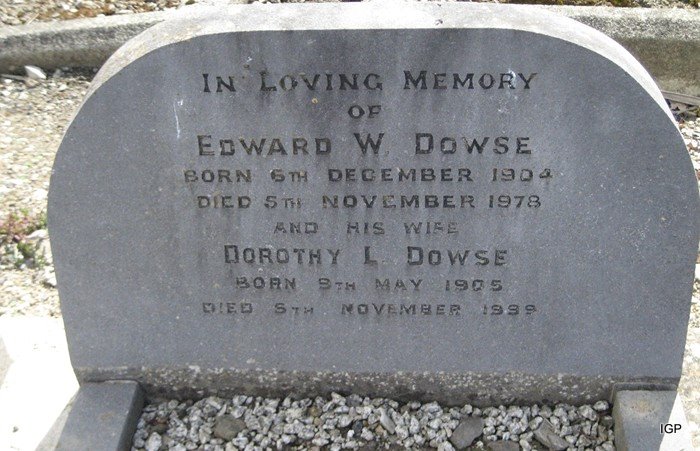 IN LOVING MEMORY
OF
EDWARD W. DOWSE
BORN 6TH DECEMBER 1904
DIED 5TH NOVEMBER 1978
AND HIS WIFE
DOROTHY L. DOWSE
BORN 9TH MAY 1905
DIED 5TH NOVEMBER 1999
IGP